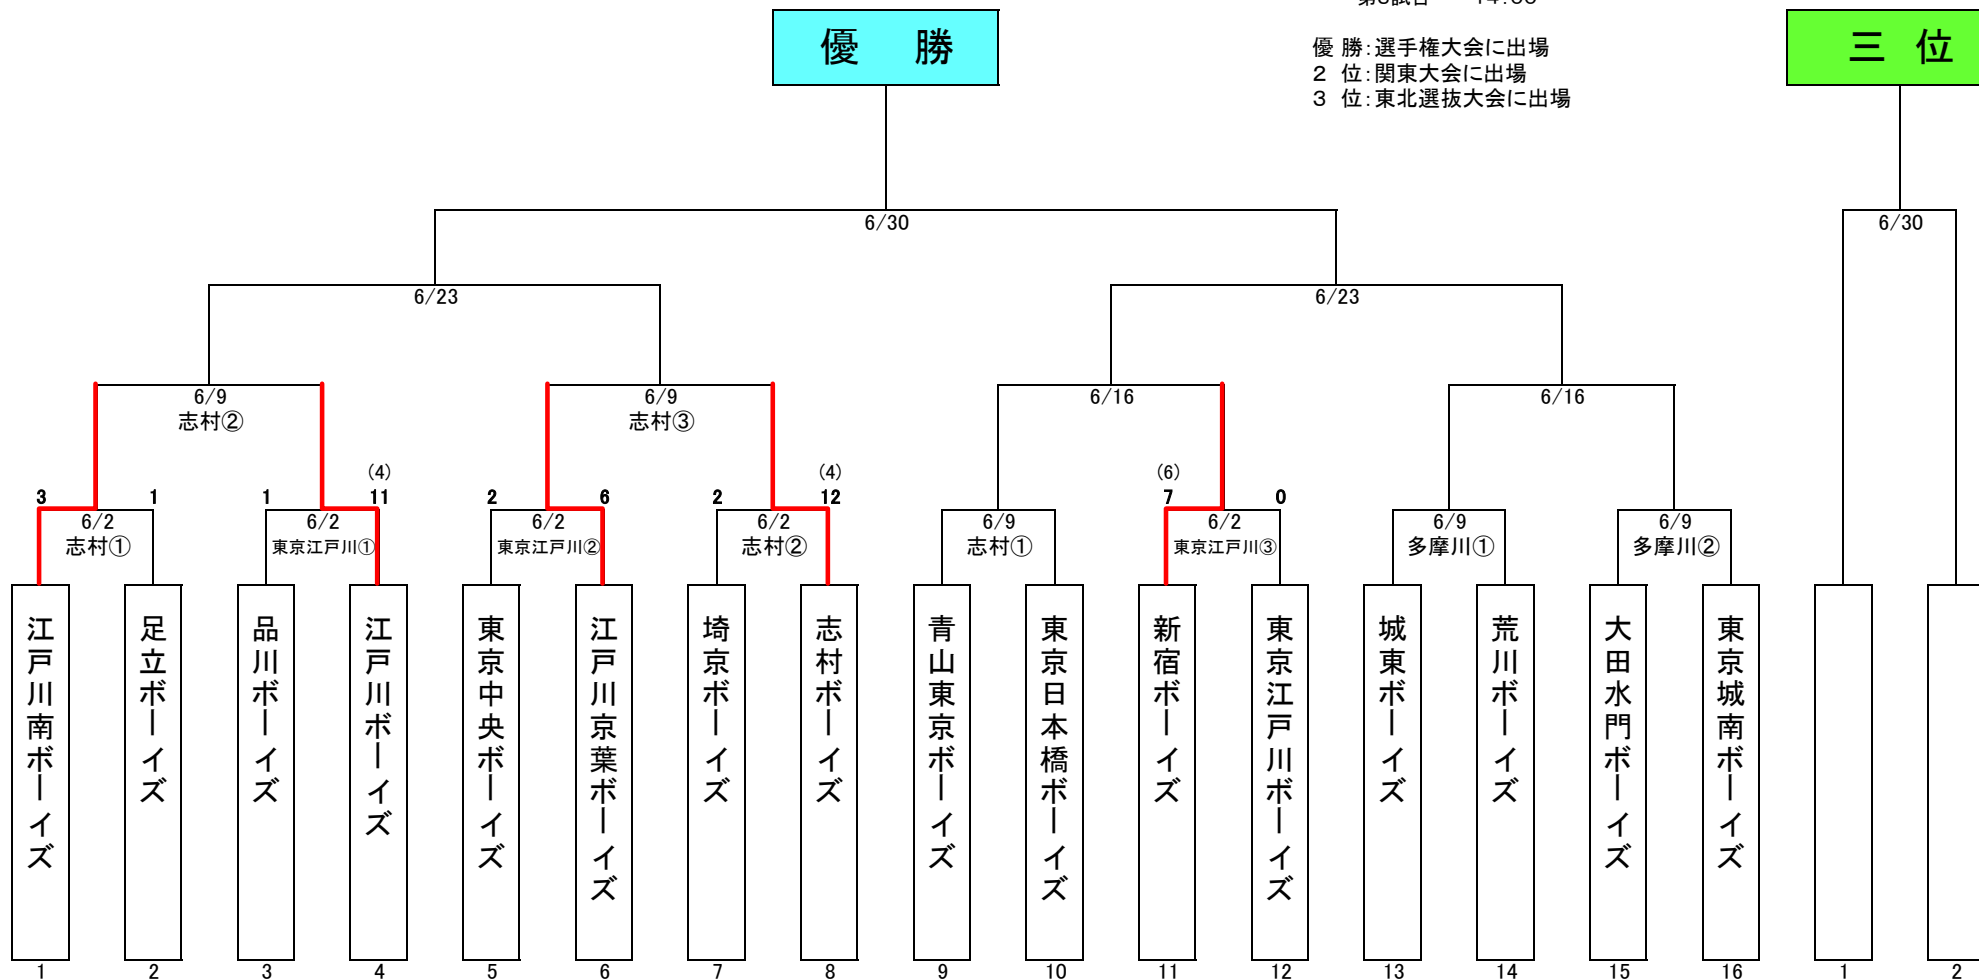 第3試合 14:00
優 勝
三 位
優 勝:選手権大会に出場
2 位:関東大会に出場
3 位:東北選抜大会に出場
6/30
6/30
6/23
6/23
6/9
志村②
6/9
志村③
6/16
6/16
(4)
(4)
(6)
3 1 1 11 2 6 2 12 7 0
6/2
志村①
6/2
東京江戸川①
6/2
東京江戸川②
6/2
志村②
6/9
志村①
6/2
東京江戸川③
6/9
多摩川①
6/9
多摩川②
江戸川南ボーイズ
足立ボーイズ
品川ボーイズ
江戸川ボーイズ
東京中央ボーイズ
江戸川京葉ボーイズ
埼京ボーイズ
志村ボーイズ
青山東京ボーイズ
東京日本橋ボーイズ
新宿ボーイズ
東京江戸川ボーイズ
城東ボーイズ
荒川ボーイズ
大田水門ボーイズ
東京城南ボーイズ
1 2 3 4 5 6 7 8 9 10 11 12 13 14 15 16 1 2